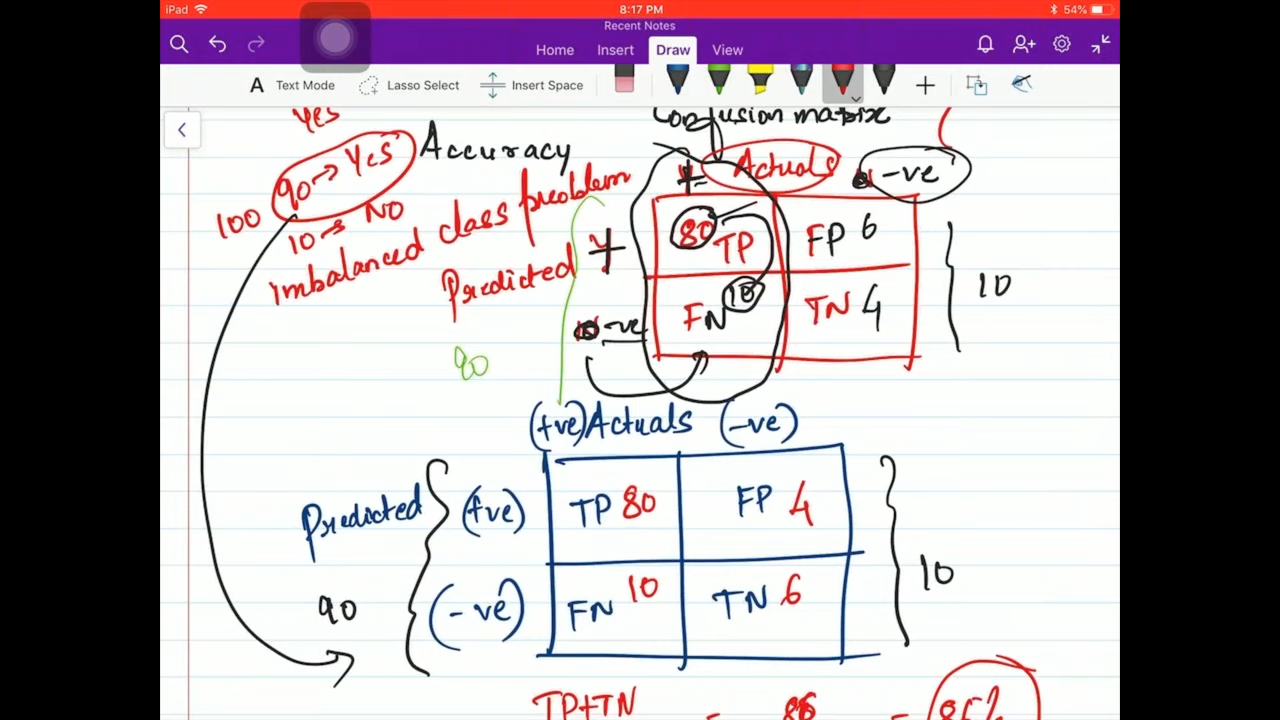 iPad 8:17 PM 54%
Recent Notes
Home Insert Draw View
Text Mode Lasso Select Insert Space
Yes
Confusion matrix
Accuracy
Actuals
+ -ve
90 → Yes
100
10 → NO
imbalanced class problem
Predicted
+ 80 TP FP 6
10
-ve FN 10 TN 4
90
(+ve) Actuals (-ve)
Predicted (+ve) TP 80 FP 4
10
90 (-ve) FN 10 TN 6
TP+TN
= 86 = 86%